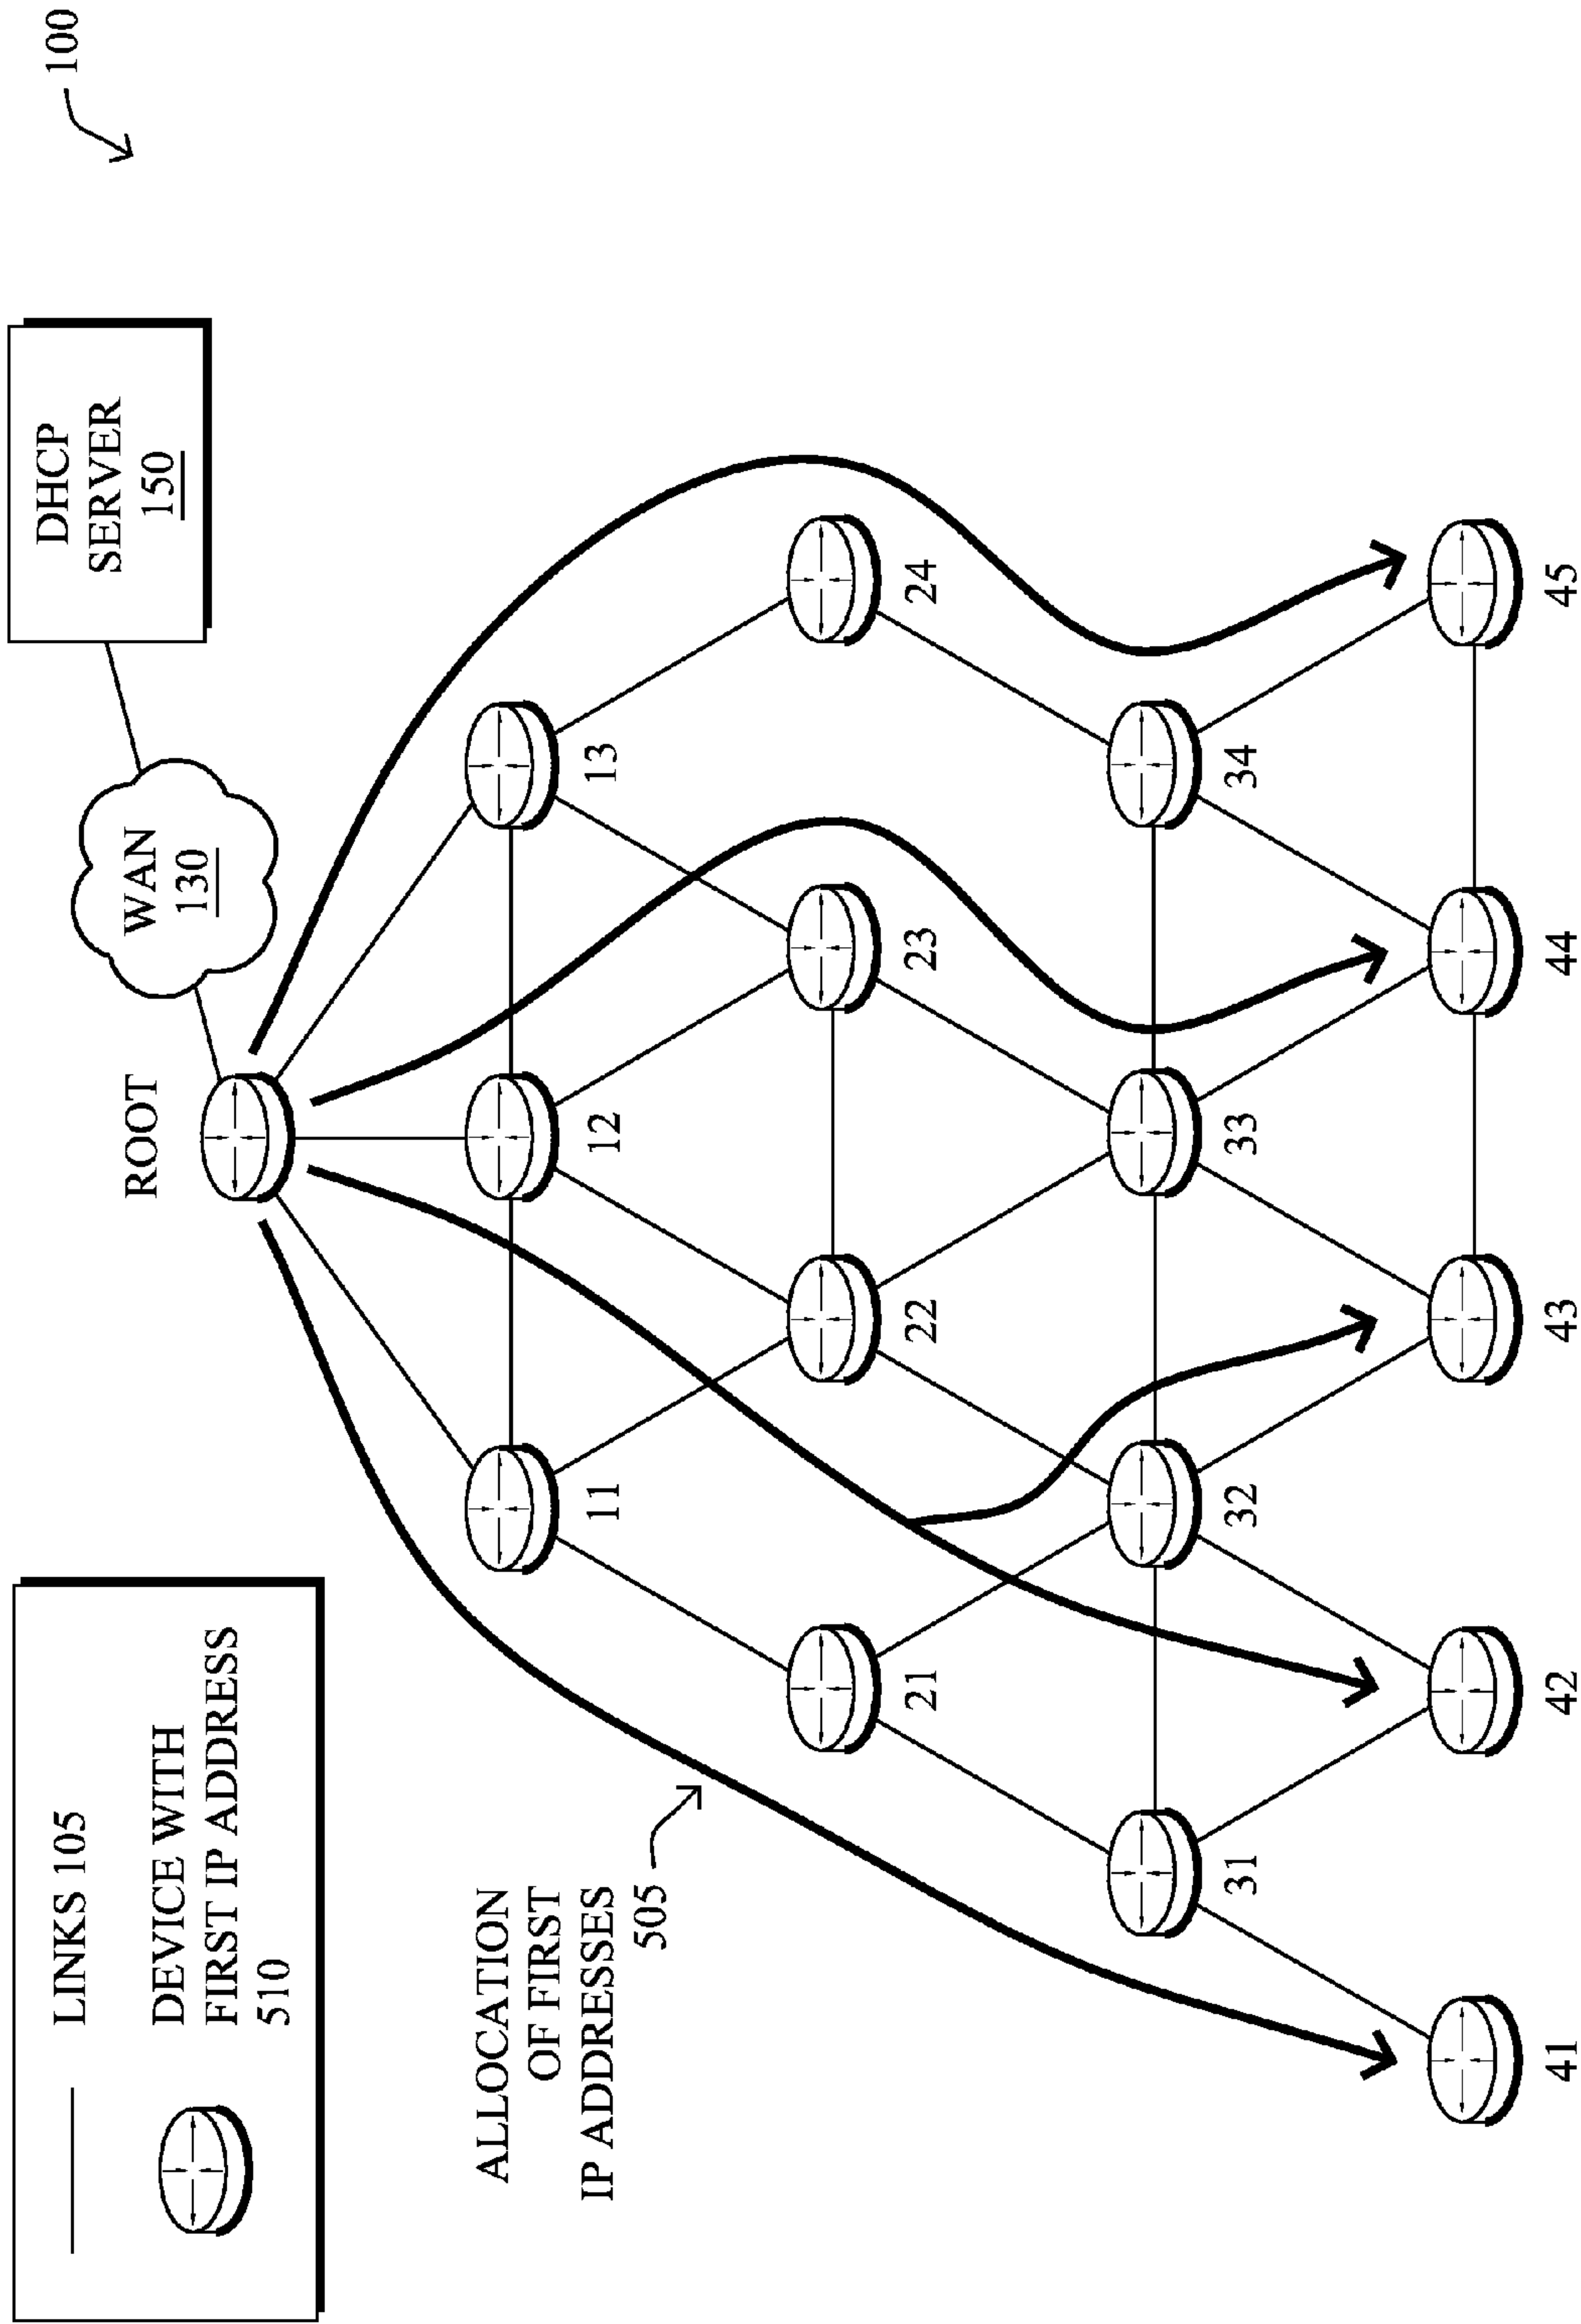 100
LINKS 105
DEVICE WITH
FIRST IP ADDRESS
510
DHCP
SERVER
150
WAN
130
ROOT
ALLOCATION
OF FIRST
IP ADDRESSES
505
11
12
13
21
22
23
24
31
32
33
34
41
42
43
44
45